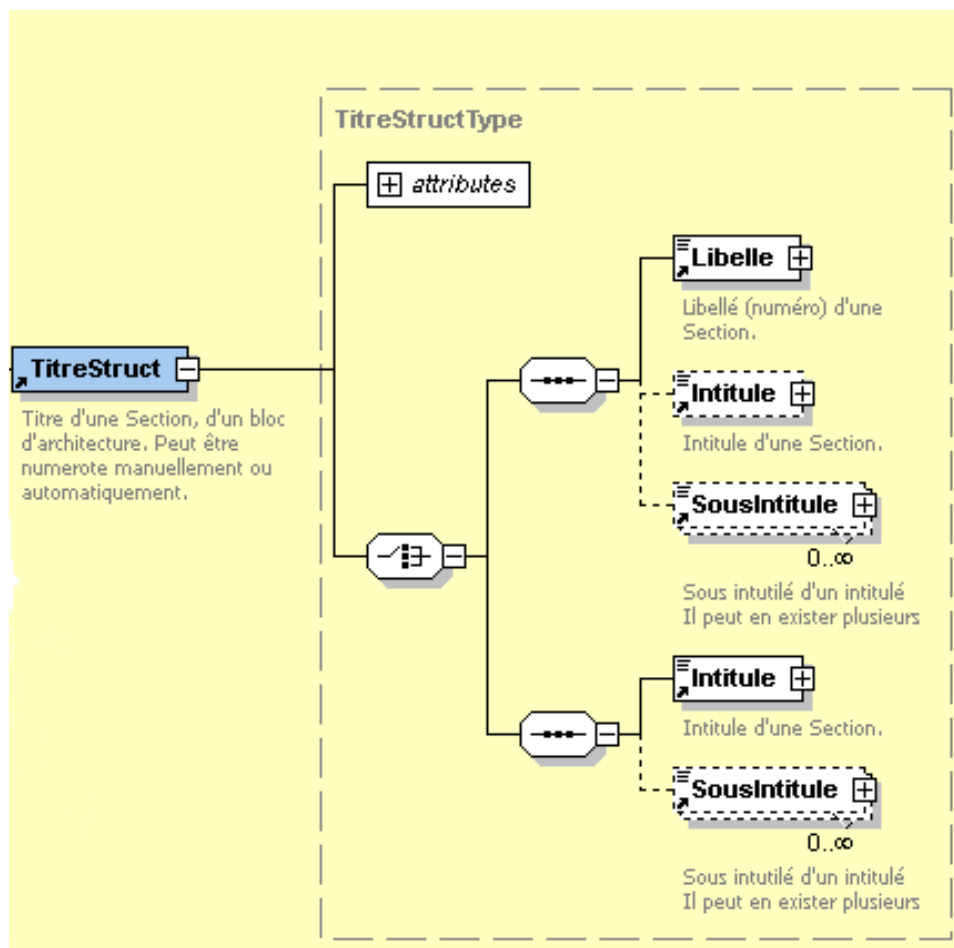 TitreStructType
attributes
Libelle
Libellé (numéro) d'une
Section.
TitreStruct
Titre d'une Section, d'un bloc
d'architecture. Peut être
numerote manuellement ou
automatiquement.
Intitule
Intitule d'une Section.
SousIntitule
0..∞
Sous intutilé d'un intitulé
Il peut en exister plusieurs
Intitule
Intitule d'une Section.
SousIntitule
0..∞
Sous intutilé d'un intitulé
Il peut en exister plusieurs